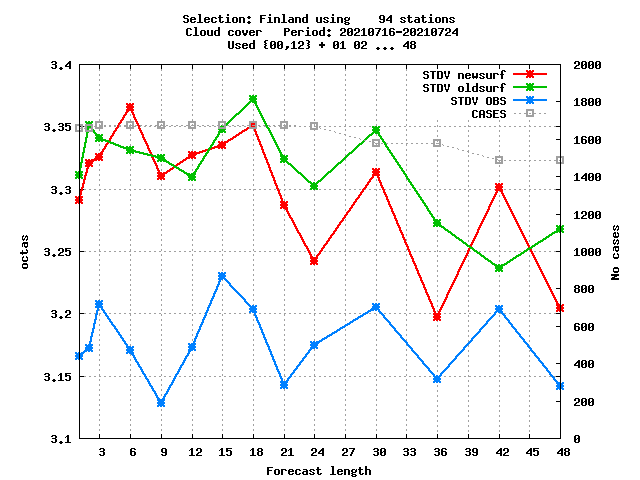 Selection: Finland using    94 stations
Cloud cover   Period: 20210716-20210724
Used {00,12} + 01 02 ... 48
STDV newsurf
STDV oldsurf
STDV OBS
CASES
octas
3.4
3.35
3.3
3.25
3.2
3.15
3.1
2000
1800
1600
1400
1200
1000
800
600
400
200
0
No cases
3 6 9 12 15 18 21 24 27 30 33 36 39 42 45 48
Forecast length